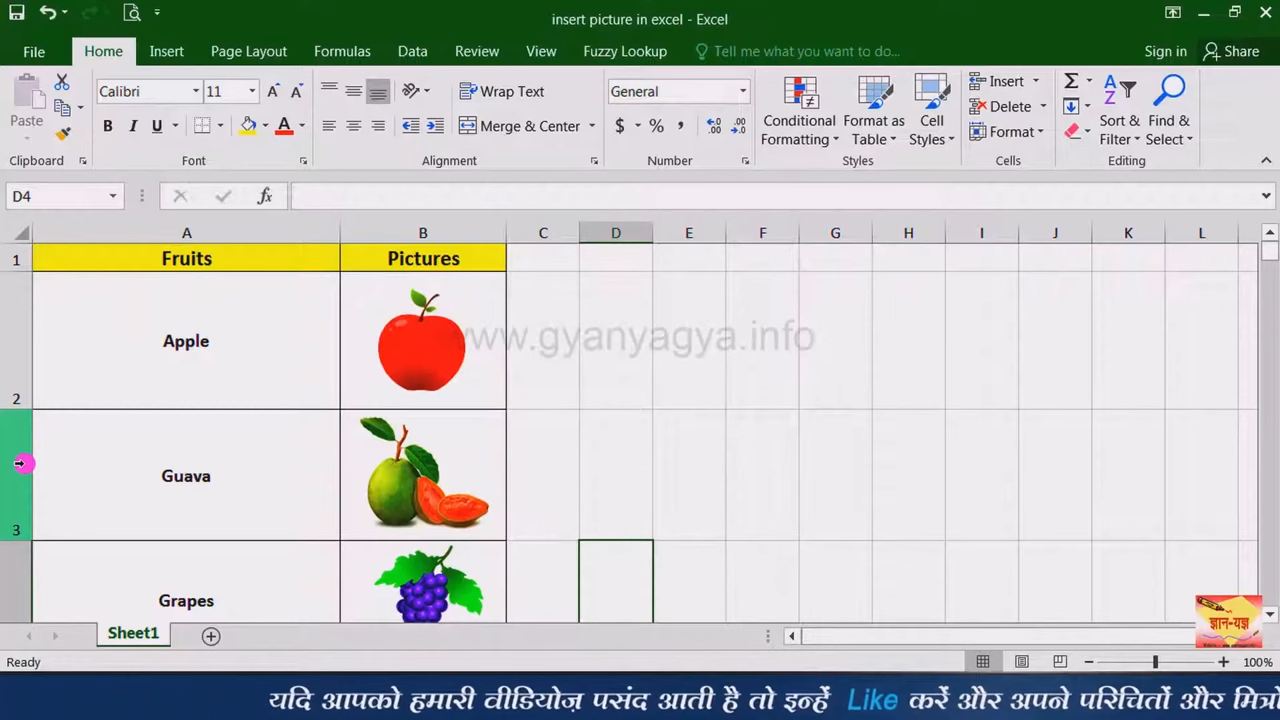 insert picture in excel - Excel
File Home Insert Page Layout Formulas Data Review View Fuzzy Lookup Tell me what you want to do... Sign in Share
Paste
Calibri 11
B I U
Wrap Text
Merge & Center
General
$ % ,
Conditional Formatting
Format as Table
Cell Styles
Insert
Delete
Format
Sort & Filter
Find & Select
Clipboard Font Alignment Number Styles Cells Editing
D4 fx
A B C D E F G H I J K L
1 Fruits Pictures
www.gyanyagya.info
2 Apple
3 Guava
Grapes
ज्ञान-यज्ञ
Sheet1
Ready 100%
यदि आपको हमारी वीडियोज़ पसंद आती है तो इन्हें Like करें और अपने परिचितों और